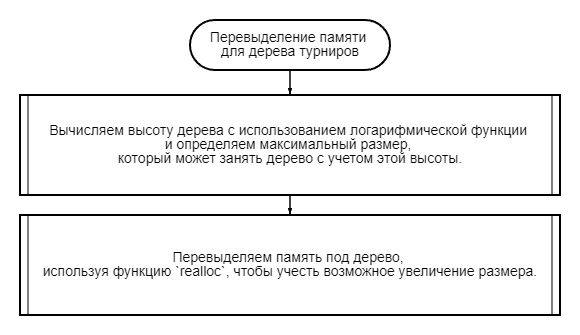 Перевыделение памяти
для дерева турниров
Вычисляем высоту дерева с использованием логарифмической функции
и определяем максимальный размер,
который может занять дерево с учетом этой высоты.
Перевыделяем память под дерево,
используя функцию `realloc`, чтобы учесть возможное увеличение размера.